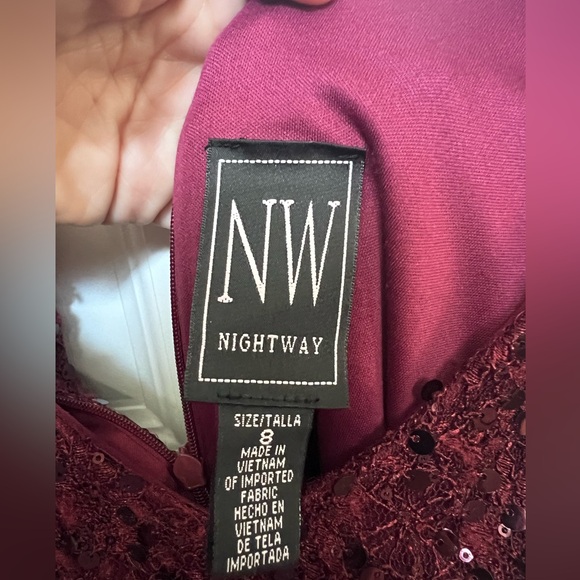 NW
NIGHTWAY
SIZE/TALLA
8
MADE IN
VIETNAM
OF IMPORTED
FABRIC
HECHO EN
VIETNAM
DE TELA
IMPORTADA